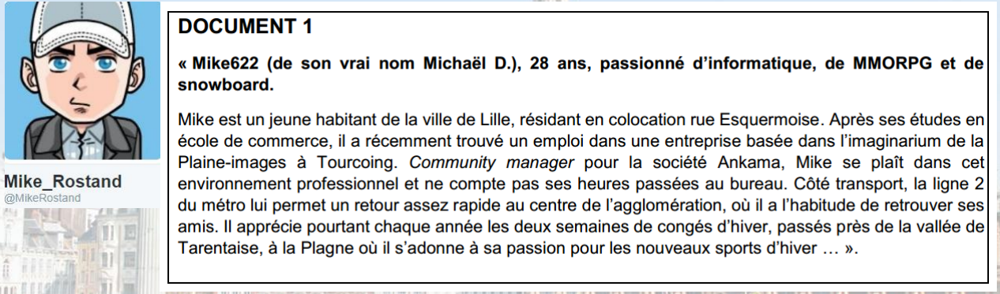 DOCUMENT 1
« Mike622 (de son vrai nom Michaël D.), 28 ans, passionné d’informatique, de MMORPG et de
snowboard.
Mike est un jeune habitant de la ville de Lille, résidant en colocation rue Esquermoise. Après ses études en
école de commerce, il a récemment trouvé un emploi dans une entreprise basée dans l’imaginarium de la
Plaine-images à Tourcoing. Community manager pour la société Ankama, Mike se plaît dans cet
environnement professionnel et ne compte pas ses heures passées au bureau. Côté transport, la ligne 2
du métro lui permet un retour assez rapide au centre de l’agglomération, où il a l’habitude de retrouver ses
amis. Il apprécie pourtant chaque année les deux semaines de congés d’hiver, passés près de la vallée de
Tarentaise, à la Plagne où il s’adonne à sa passion pour les nouveaux sports d’hiver … ».
Mike_Rostand
@MikeRostand